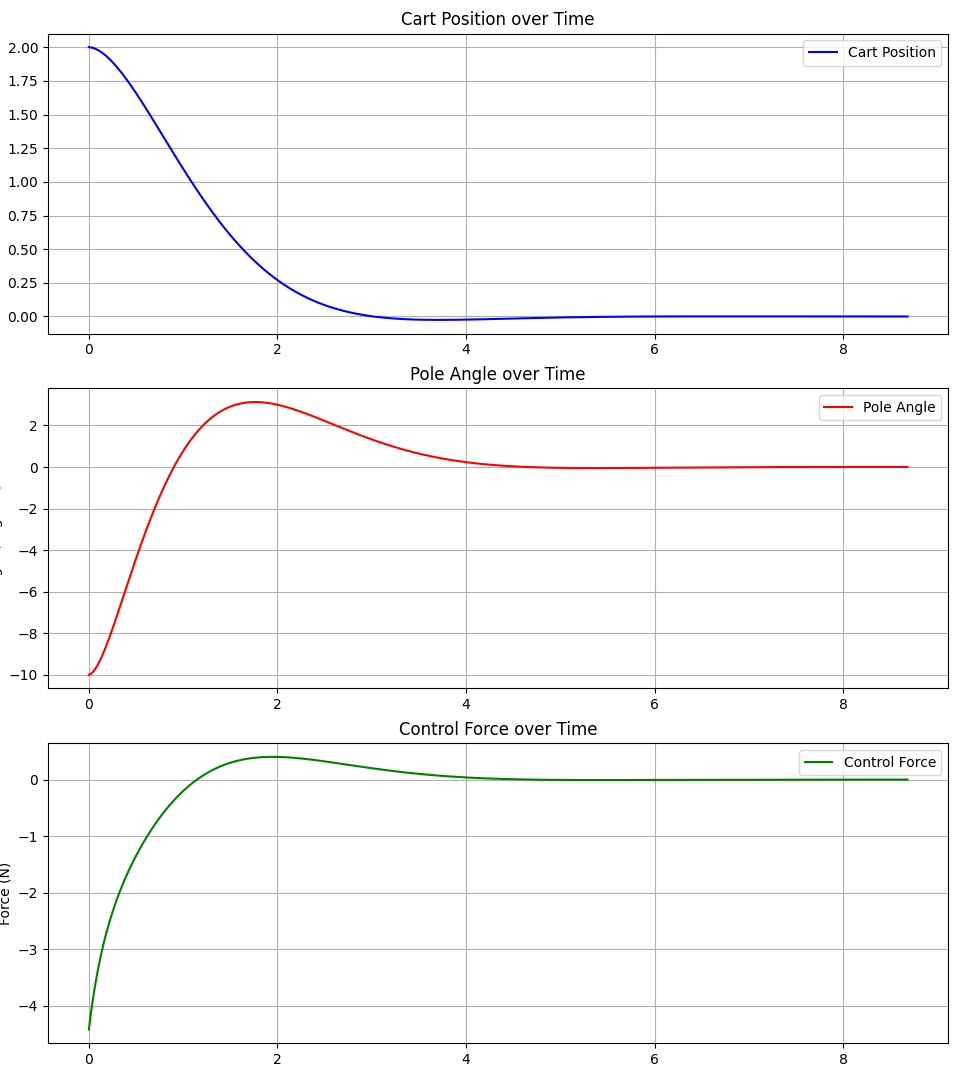 Cart Position over Time
Cart Position
2.00
1.75
1.50
1.25
1.00
0.75
0.50
0.25
0.00
0 2 4 6 8
Pole Angle over Time
Pole Angle
2
0
−2
−4
−6
−8
−10
0 2 4 6 8
Control Force over Time
Control Force
0
−1
−2
−3
−4
Force (N)
0 2 4 6 8